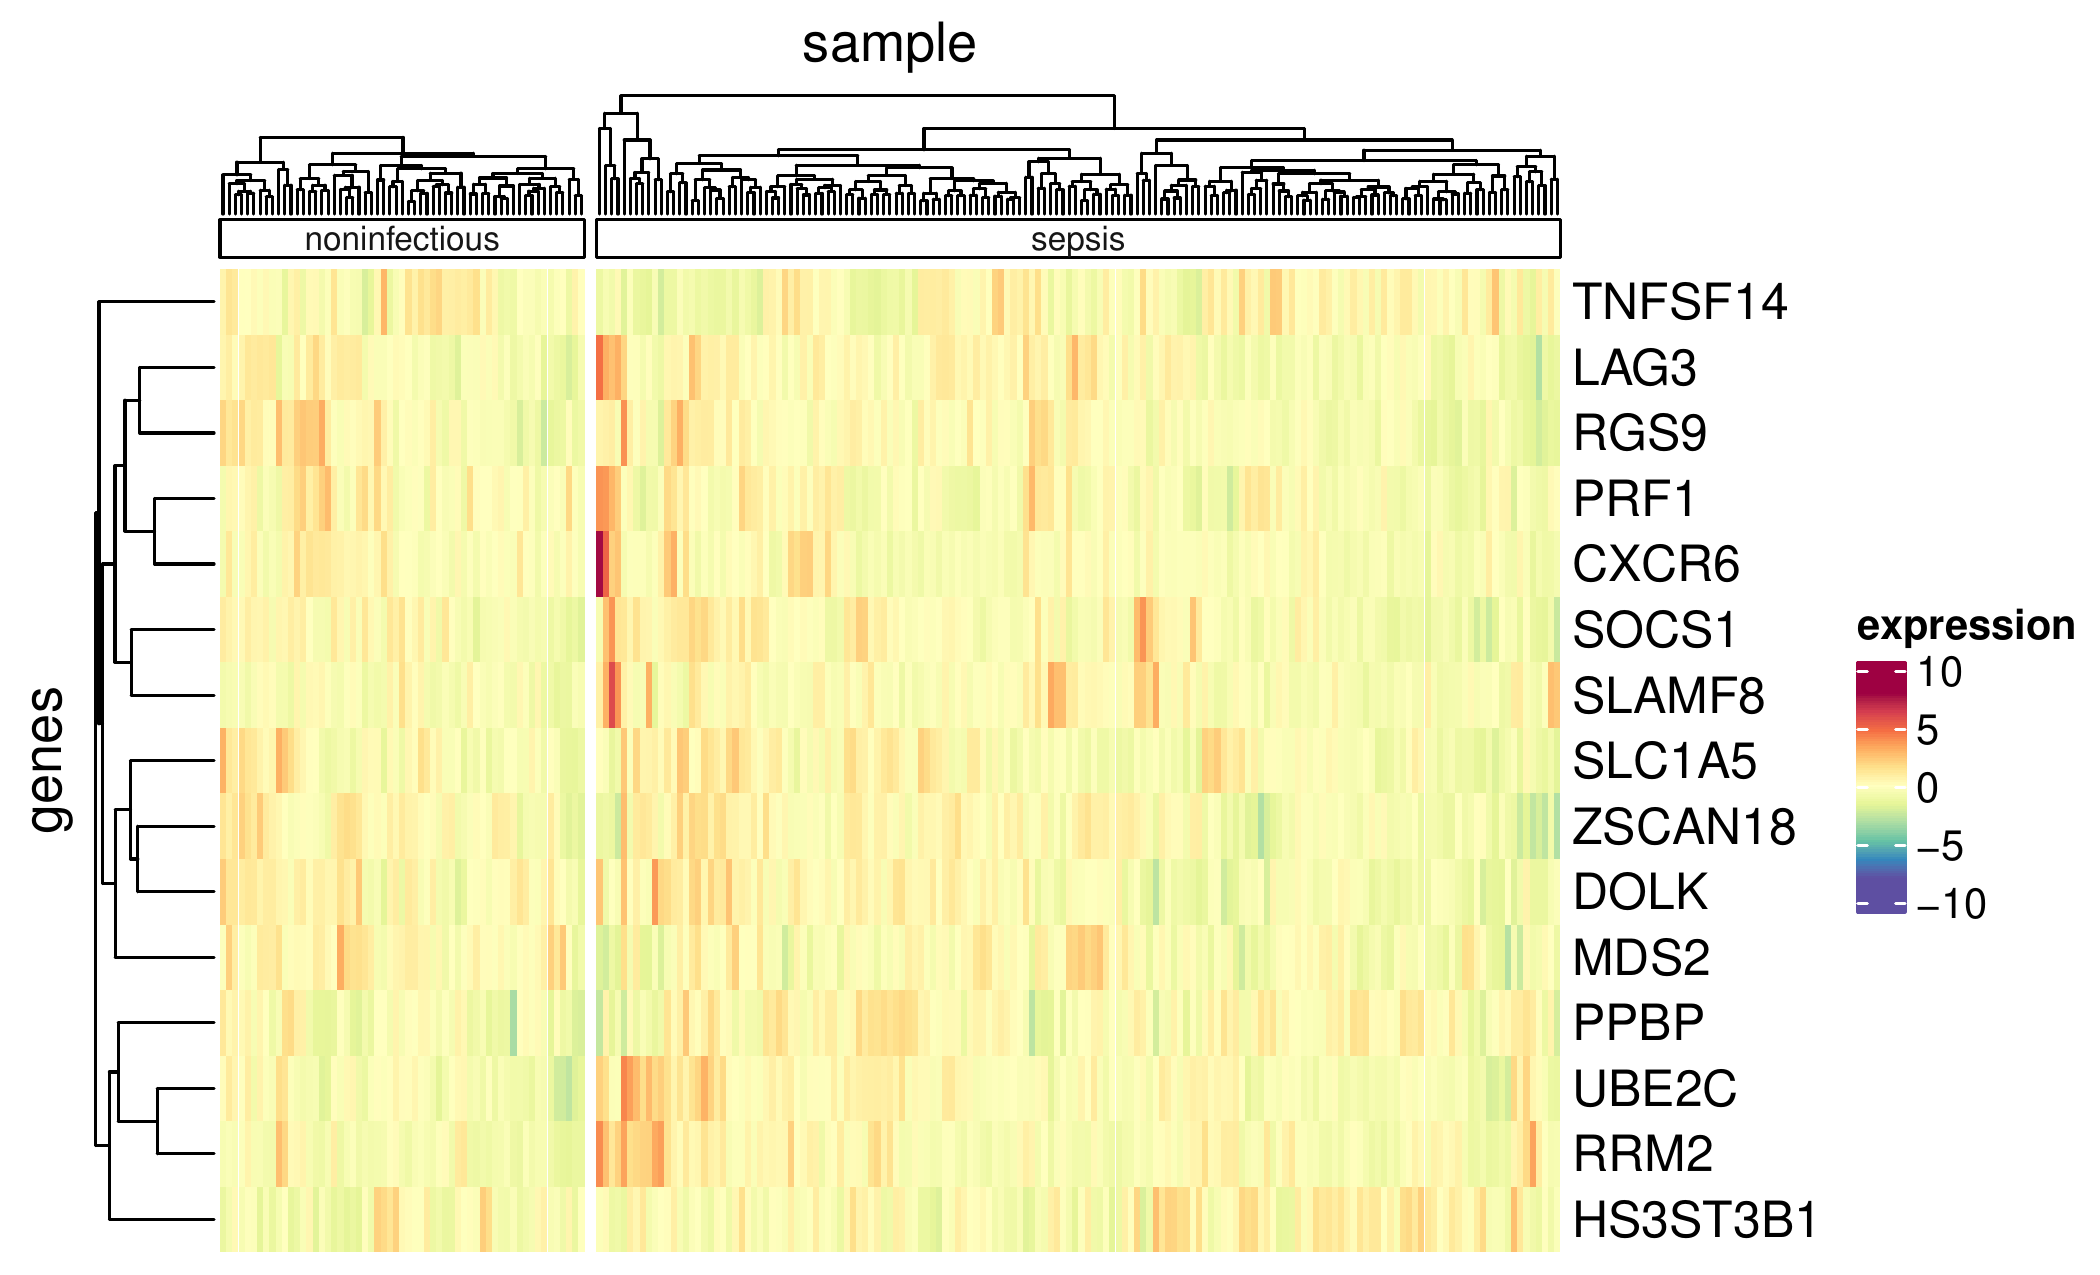 sample
noninfectious
sepsis
genes
TNFSF14
LAG3
RGS9
PRF1
CXCR6
SOCS1
SLAMF8
SLC1A5
ZSCAN18
DOLK
MDS2
PPBP
UBE2C
RRM2
HS3ST3B1
expression
10
5
0
−5
−10